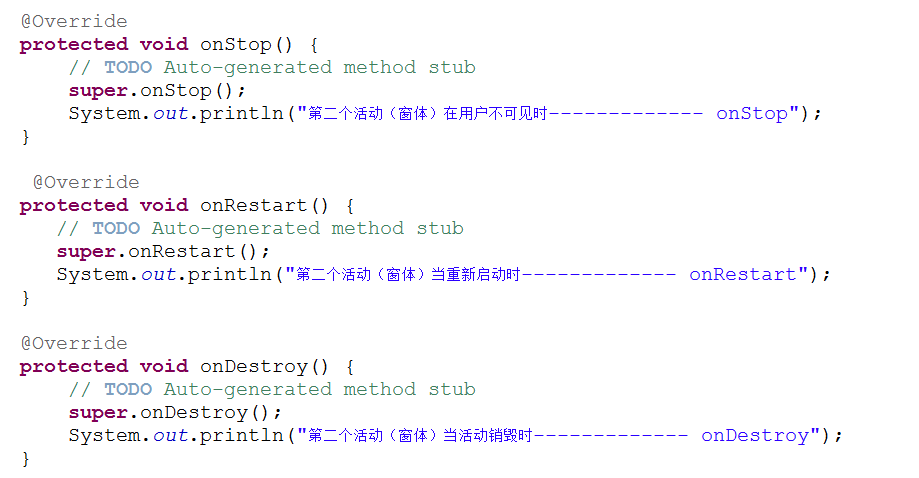 @Override
protected void onStop() {
// TODO Auto-generated method stub
super.onStop();
System.out.println("第二个活动（窗体）在用户不可见时------------- onStop");
}
@Override
protected void onRestart() {
// TODO Auto-generated method stub
super.onRestart();
System.out.println("第二个活动（窗体）当重新启动时------------- onRestart");
}
@Override
protected void onDestroy() {
// TODO Auto-generated method stub
super.onDestroy();
System.out.println("第二个活动（窗体）当活动销毁时------------- onDestroy");
}